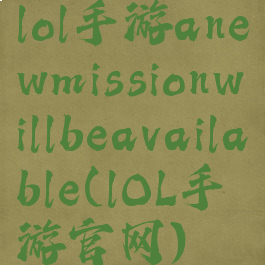 lol手游ane
wmissionw
illbeavaila
ble(lOL手
游官网)